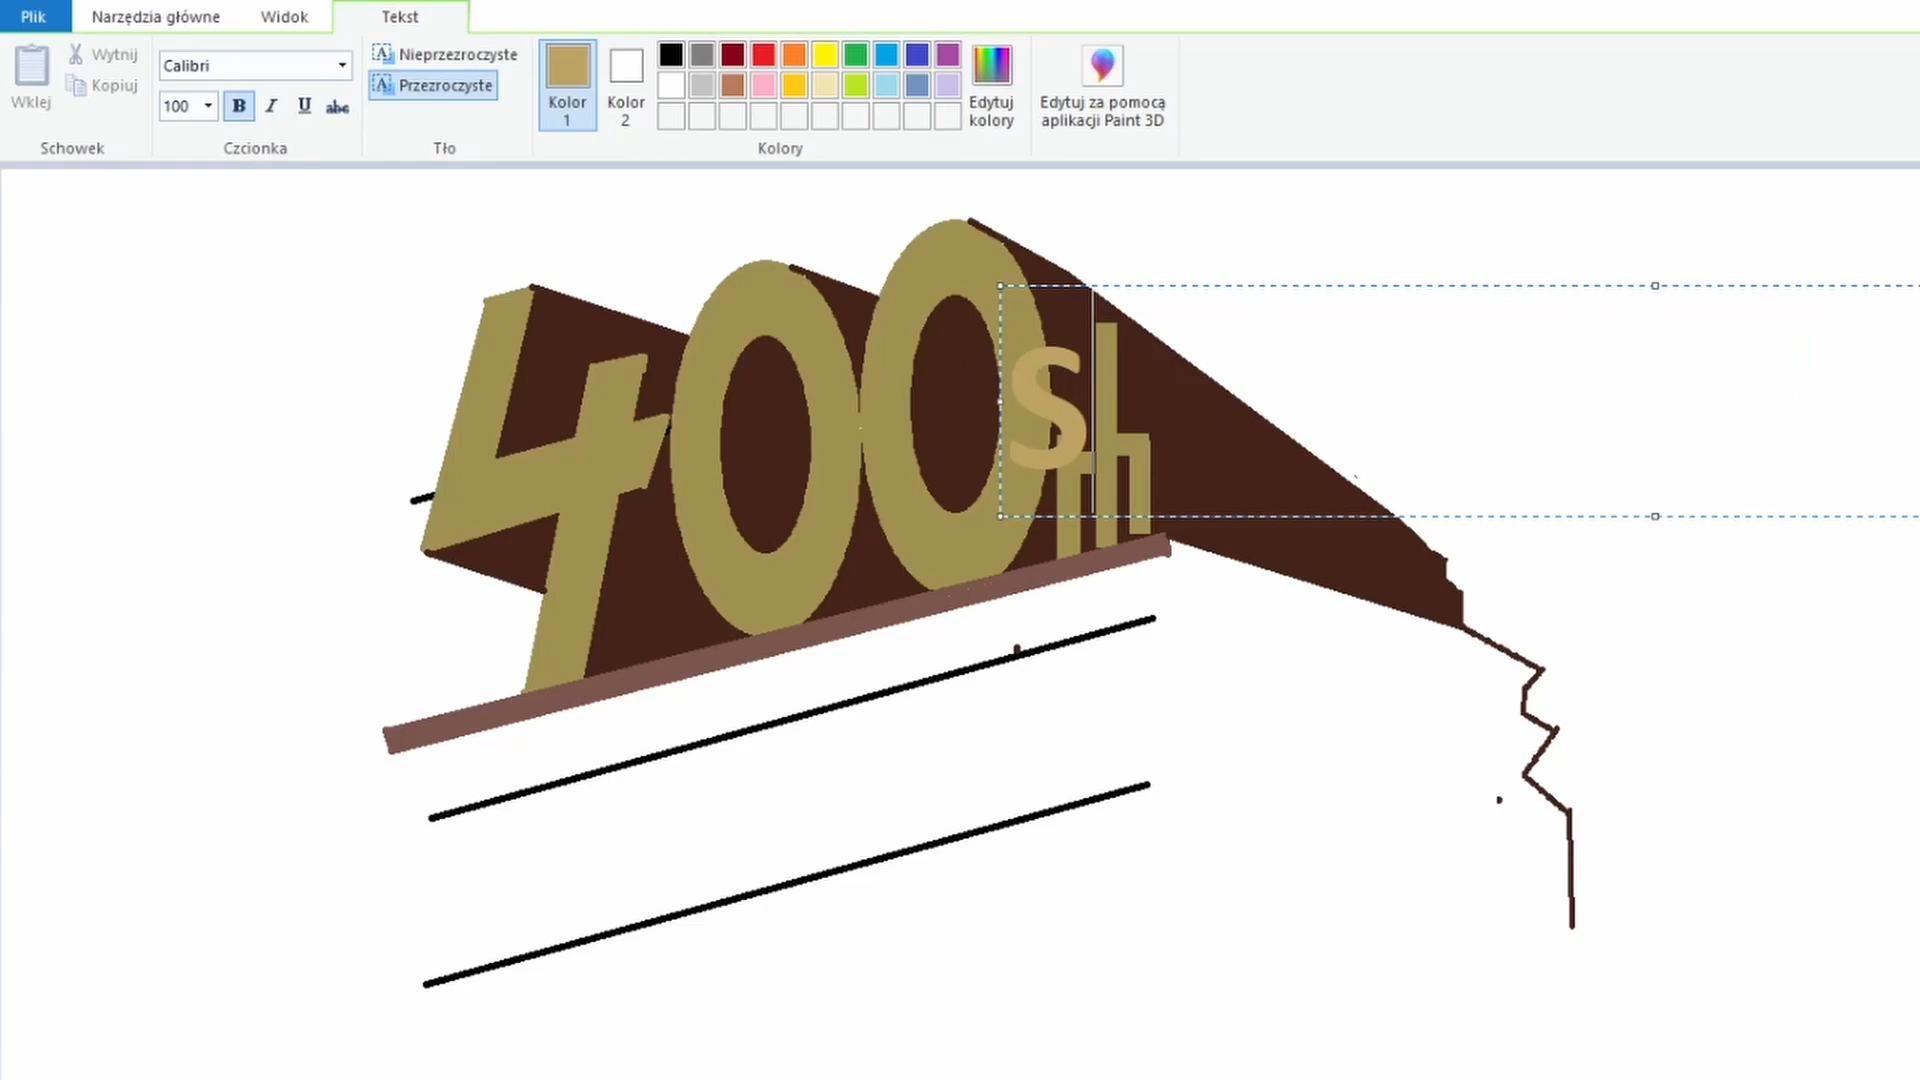 Plik Narzędzia główne Widok Tekst
Wklej
Wytnij
Kopiuj
Schowek
Calibri
100 B I U abc
Czcionka
Nieprzezroczyste
Przezroczyste
Tło
Kolor 1
Kolor 2
Edytuj kolory
Kolory
Edytuj za pomocą
aplikacji Paint 3D
400
s